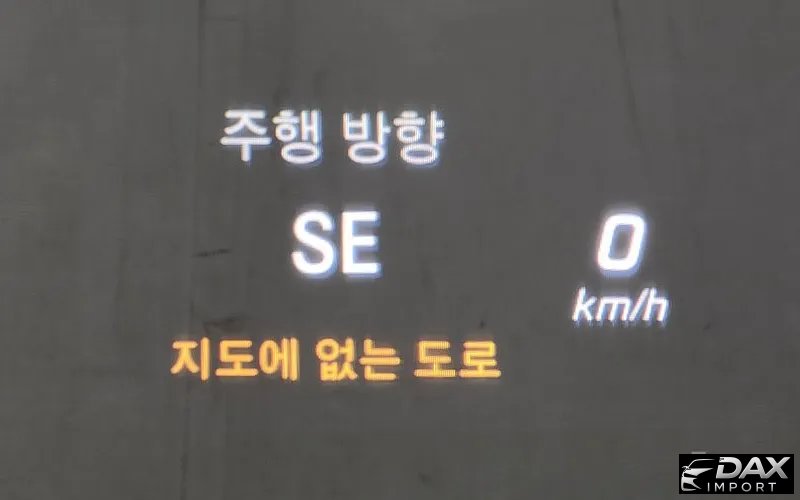 주행 방향
SE
0
km/h
지도에 없는 도로
DAX
IMPORT